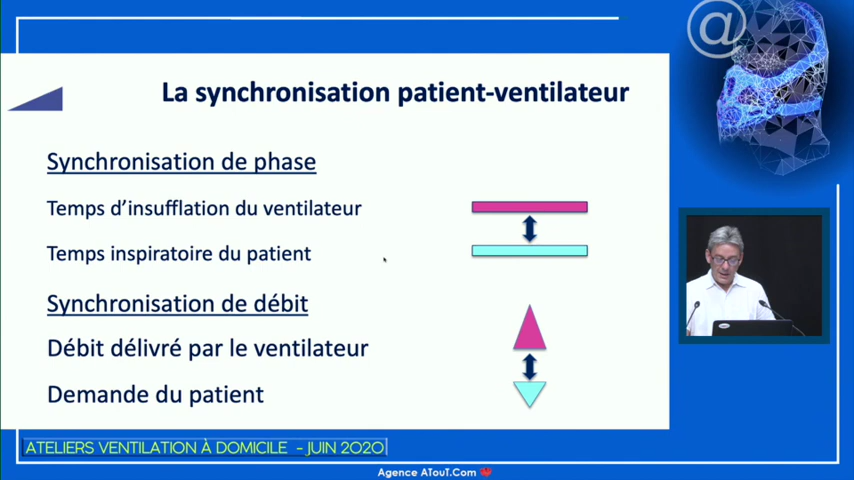 @
La synchronisation patient-ventilateur
Synchronisation de phase
Temps d’insufflation du ventilateur
Temps inspiratoire du patient
Synchronisation de débit
Débit délivré par le ventilateur
Demande du patient
ATELIERS VENTILATION À DOMICILE - JUIN 2020
Agence ATouT.Com